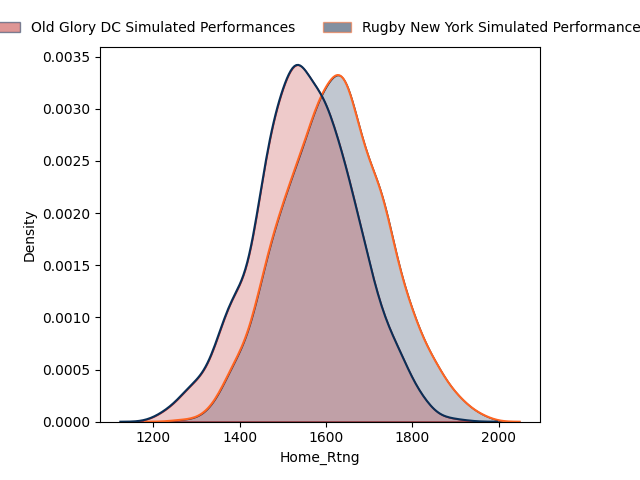 Old Glory DC Simulated Performances
Rugby New York Simulated Performance
0.0035
0.0030
0.0025
0.0020
0.0015
0.0010
0.0005
0.0000
Density
1200 1400 1600 1800 2000
Home_Rtng